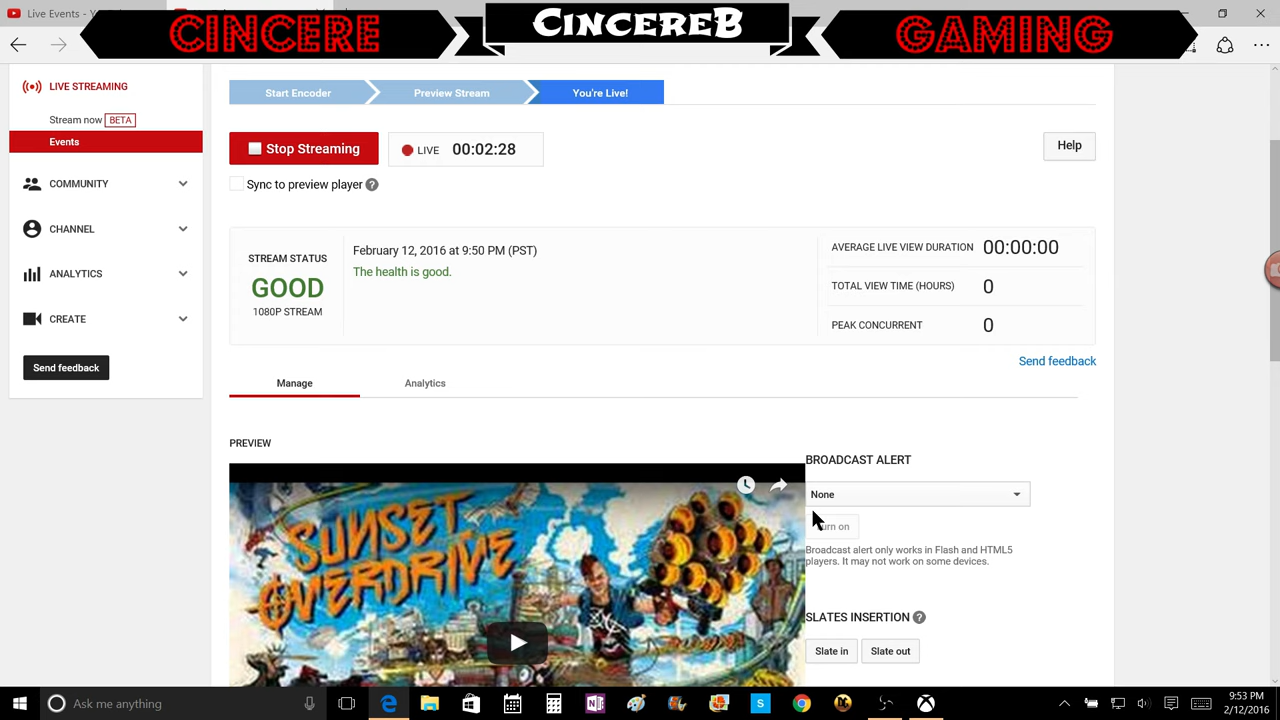 CINCERE
CINCEREB
GAMING
LIVE STREAMING
Stream now BETA
Events
COMMUNITY
CHANNEL
ANALYTICS
CREATE
Send feedback
Start Encoder
Preview Stream
You're Live!
Stop Streaming
LIVE 00:02:28
Help
Sync to preview player ?
STREAM STATUS
GOOD
1080P STREAM
February 12, 2016 at 9:50 PM (PST)
The health is good.
AVERAGE LIVE VIEW DURATION 00:00:00
TOTAL VIEW TIME (HOURS) 0
PEAK CONCURRENT 0
Send feedback
Manage
Analytics
PREVIEW
SUNSET
OVERDRIVE
BROADCAST ALERT
None
urn on
Broadcast alert only works in Flash and HTML5
players. It may not work on some devices.
SLATES INSERTION ?
Slate in
Slate out
Ask me anything
9:53 PM
2/12/2016